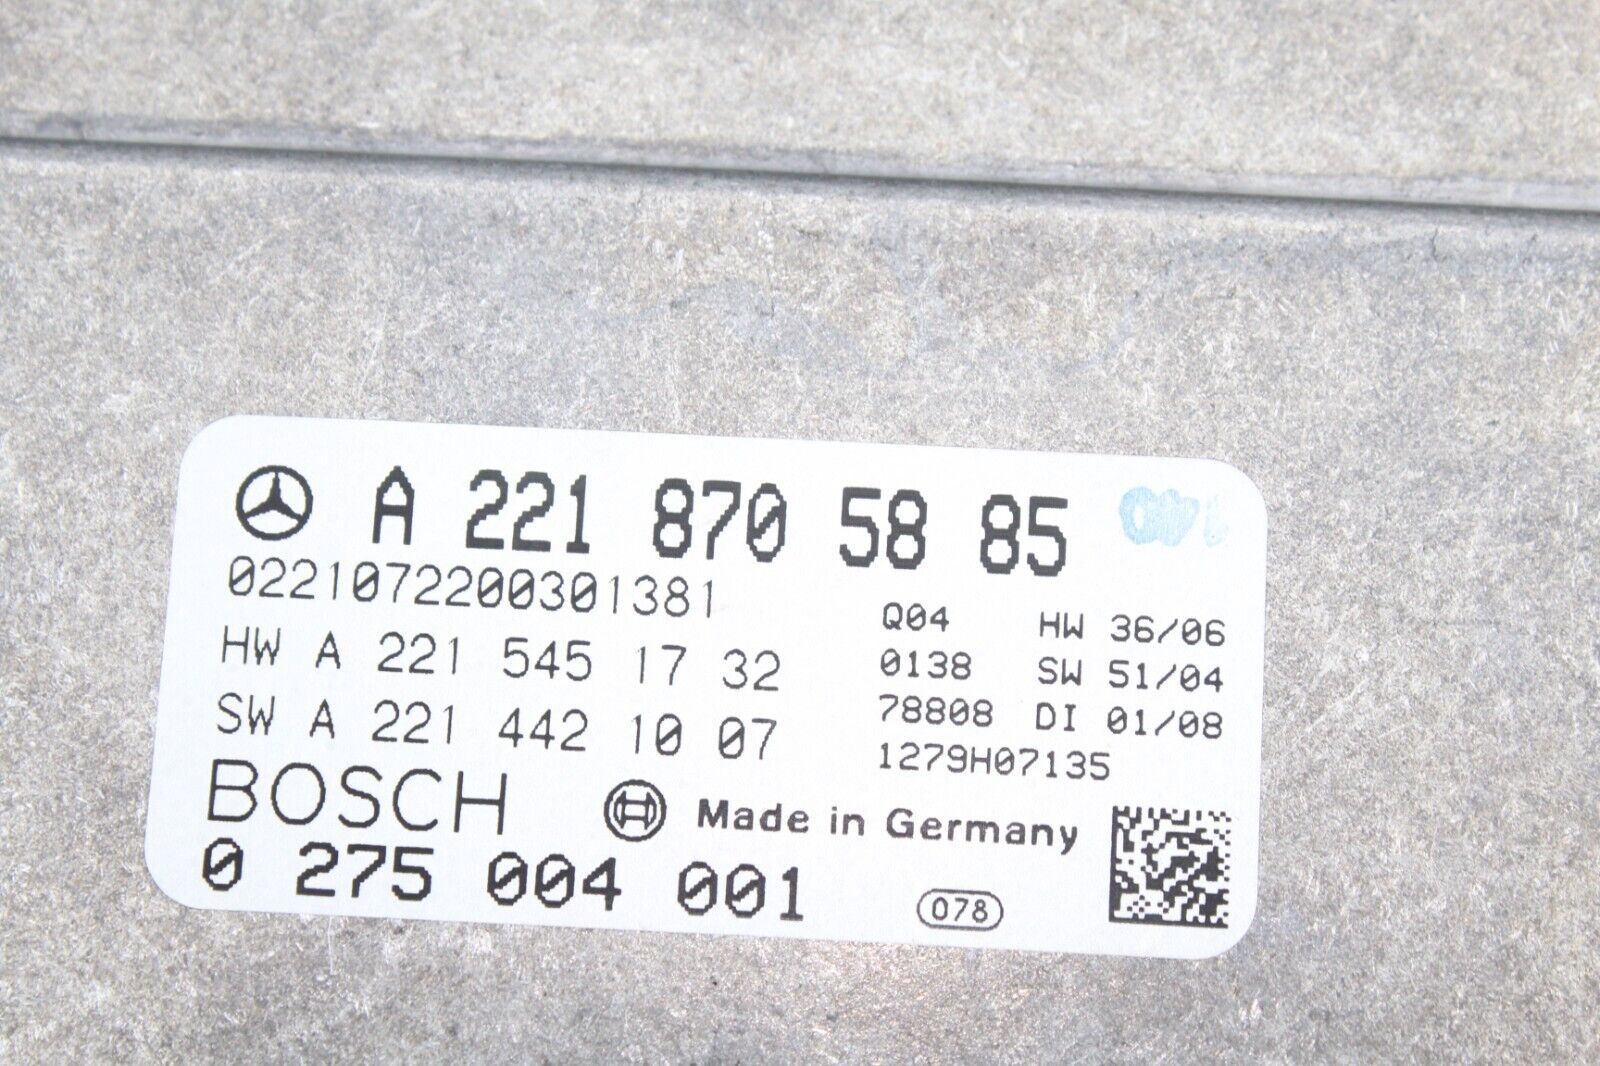 A 221 870 58 85
0221072200301381
HW A 221 545 17 32
SW A 221 442 10 07
Q04 HW 36/06
0138 SW 51/04
78808 DI 01/08
1279H07135
BOSCH
Made in Germany
0 275 004 001
078